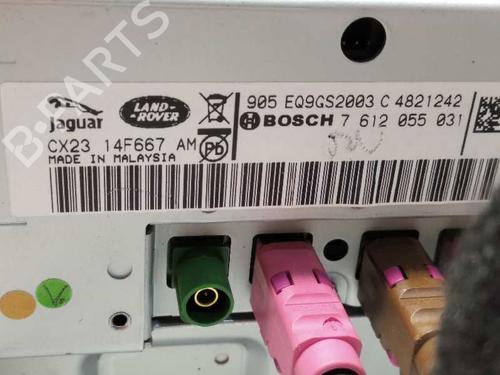 B-PARTS
JAGUAR
LAND-ROVER
905 EQ9GS2003 C 4821242
BOSCH 7 612 055 031
CX23 14F667 AM
Pb
MADE IN MALAYSIA